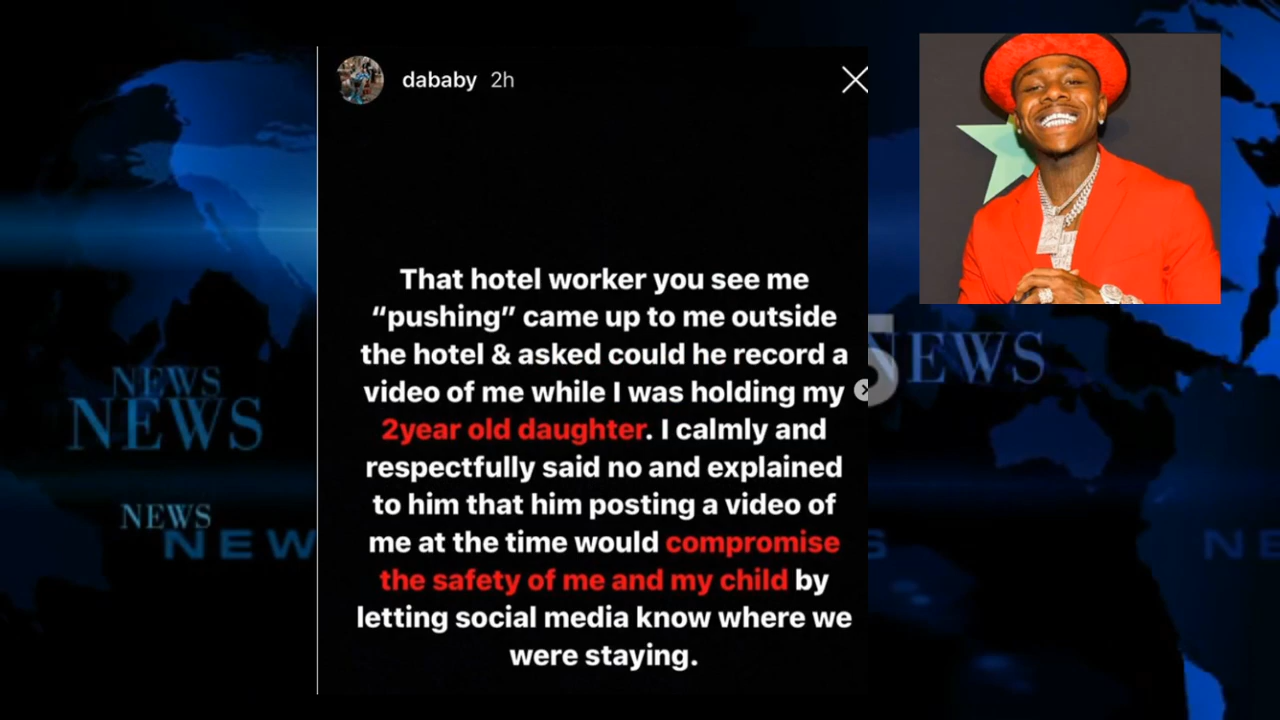 dababy 2h
That hotel worker you see me
“pushing” came up to me outside
the hotel & asked could he record a
video of me while I was holding my
2year old daughter. I calmly and
respectfully said no and explained
to him that him posting a video of
me at the time would compromise
the safety of me and my child by
letting social media know where we
were staying.
NEWS
NEWS
NEWS
NEW
5
NEWS
S
NE